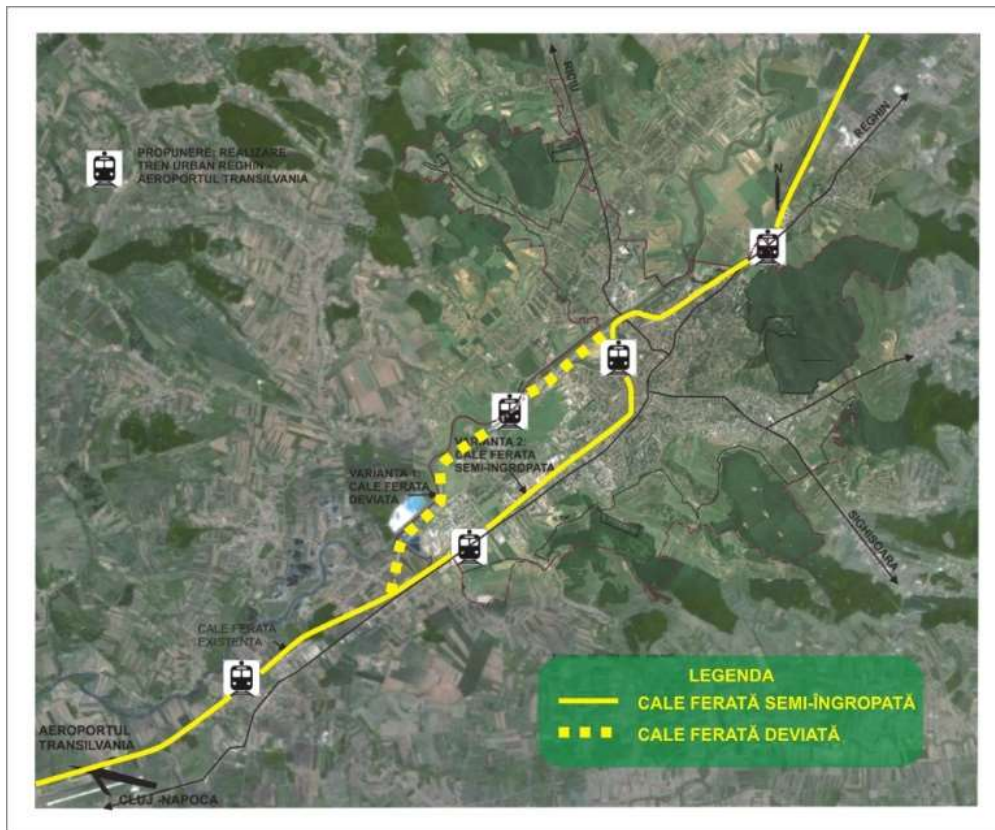 RICIU
REGHIN
PROPUNERE: REALIZARE
TREN URBAN REGHIN -
AEROPORTUL TRANSILVANIA
N
VARIANTA 2:
CALE FERATA
SEMI-INGROPATA
VARIANTA 1:
CALE FERATA
DEVIATA
SIGHISOARA
CALE FERATA
EXISTENTA
AEROPORTUL
TRANSILVANIA
CLUJ -NAPOCA
LEGENDA
CALE FERATĂ SEMI-ÎNGROPATĂ
CALE FERATĂ DEVIATĂ